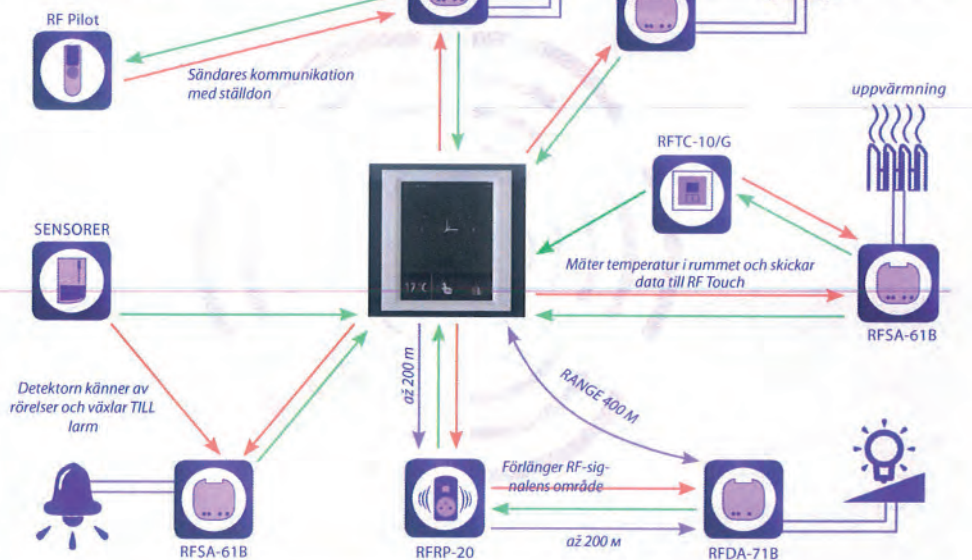 RF Pilot
Sändares kommunikation
med ställdon
uppvärmning
RFTC-10/G
SENSORER
17 °C
Mäter temperatur i rummet och skickar
data till RF Touch
RFSA-61B
Detektorn känner av
rörelser och växlar TILL
larm
až 200 m
RANGE 400 M
Förlänger RF-sig-
nalens område
až 200 M
RFSA-61B
RFRP-20
RFDA-71B